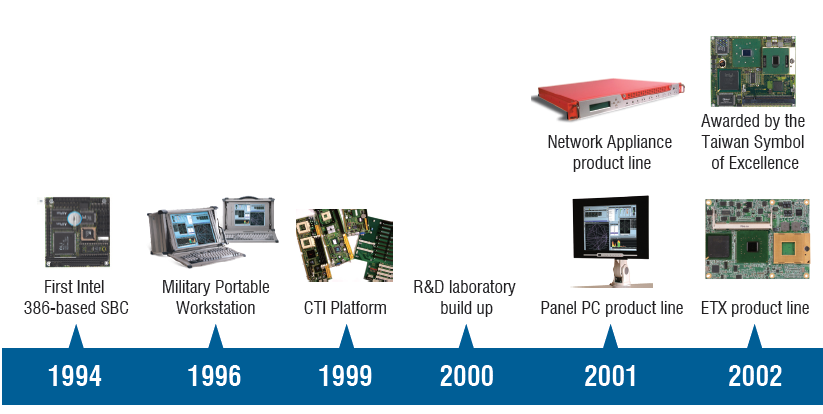 Network Appliance
product line
Awarded by the
Taiwan Symbol
of Excellence
First Intel
386-based SBC
Military Portable
Workstation
CTI Platform
R&D laboratory
build up
Panel PC product line
ETX product line
1994
1996
1999
2000
2001
2002